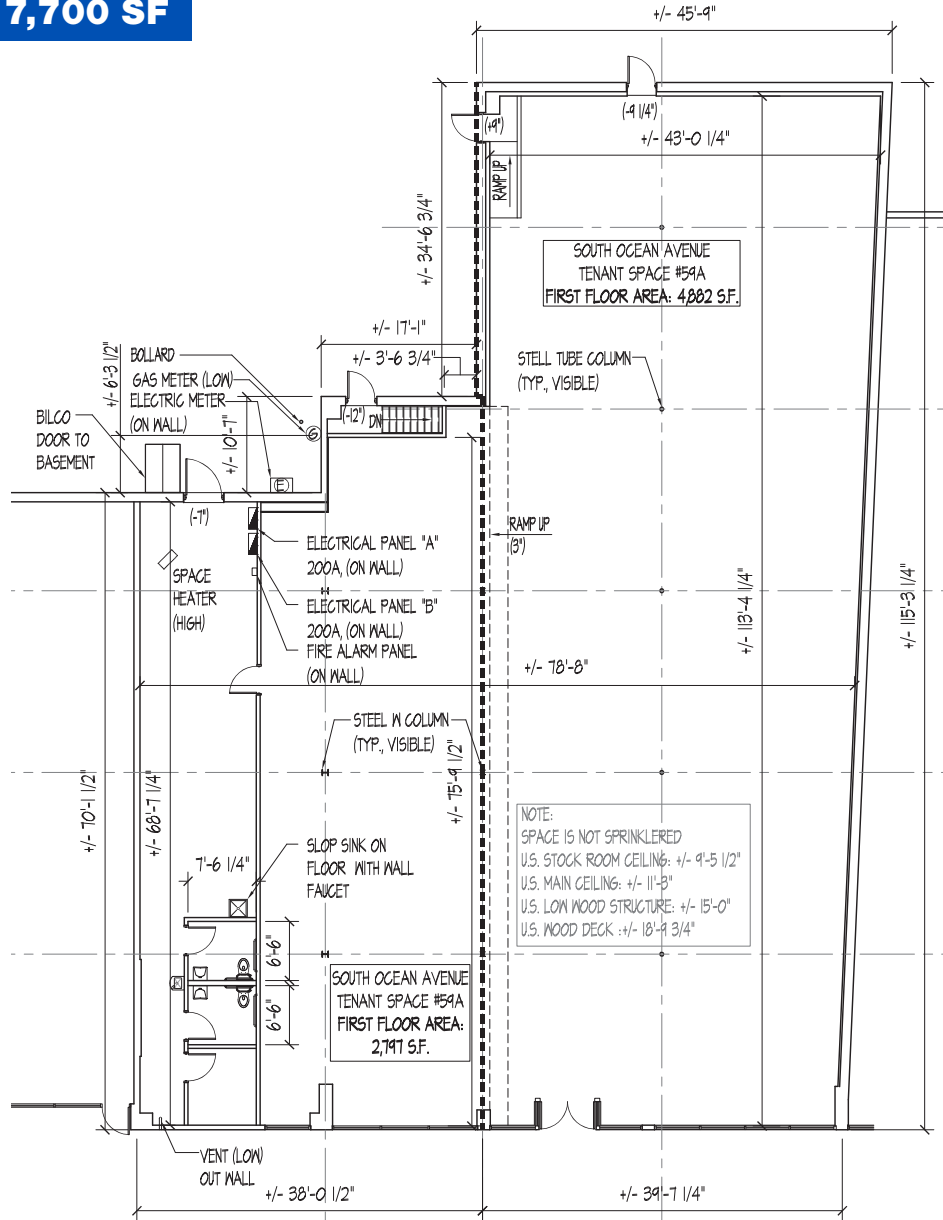 7,700 SF
+/- 45'-9"
(-9 1/4")
(+9")
+/- 43'-0 1/4"
RAMP UP
+/- 34'-6 3/4"
SOUTH OCEAN AVENUE
TENANT SPACE #59A
FIRST FLOOR AREA: 4,882 S.F.
+/- 17'-1"
+/- 3'-6 3/4"
+/- 6'-3 1/2"
BOLLARD
GAS METER (LOW)
ELECTRIC METER
(ON WALL)
STELL TUBE COLUMN
(TYP., VISIBLE)
BILCO
DOOR TO
BASEMENT
+/- 10'-7"
(-12")
DN
(-7")
RAMP UP
(3")
ELECTRICAL PANEL "A"
200A, (ON WALL)
SPACE
HEATER
(HIGH)
ELECTRICAL PANEL "B"
200A, (ON WALL)
FIRE ALARM PANEL
(ON WALL)
+/- 113'-4 1/4"
+/- 115'-3 1/4"
+/- 78'-8"
STEEL W COLUMN
(TYP., VISIBLE)
+/- 75'-9 1/2"
+/- 70'-1 1/2"
+/- 68'-7 1/4"
NOTE:
SPACE IS NOT SPRINKLERED
U.S. STOCK ROOM CEILING: +/- 9'-5 1/2"
U.S. MAIN CEILING: +/- 11'-3"
U.S. LOW WOOD STRUCTURE: +/- 15'-0"
U.S. WOOD DECK :+/- 18'-9 3/4"
SLOP SINK ON
FLOOR WITH WALL
FAUCET
7'-6 1/4"
6'-6"
6'-6"
SOUTH OCEAN AVENUE
TENANT SPACE #59A
FIRST FLOOR AREA:
2,797 S.F.
VENT (LOW)
OUT WALL
+/- 38'-0 1/2"
+/- 39'-7 1/4"